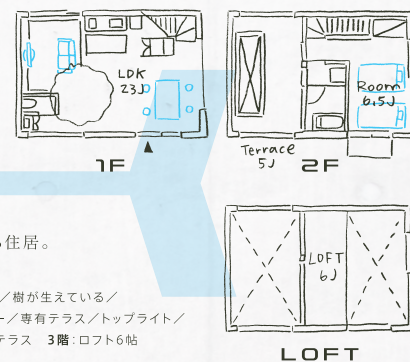 LDK
23J
1F
Terrace
5J
Room
6.5J
2F
LOFT
6J
LOFT
住居。
／樹が生えている／
ー／専有テラス／トップライト／
テラス 3階：ロフト6帖